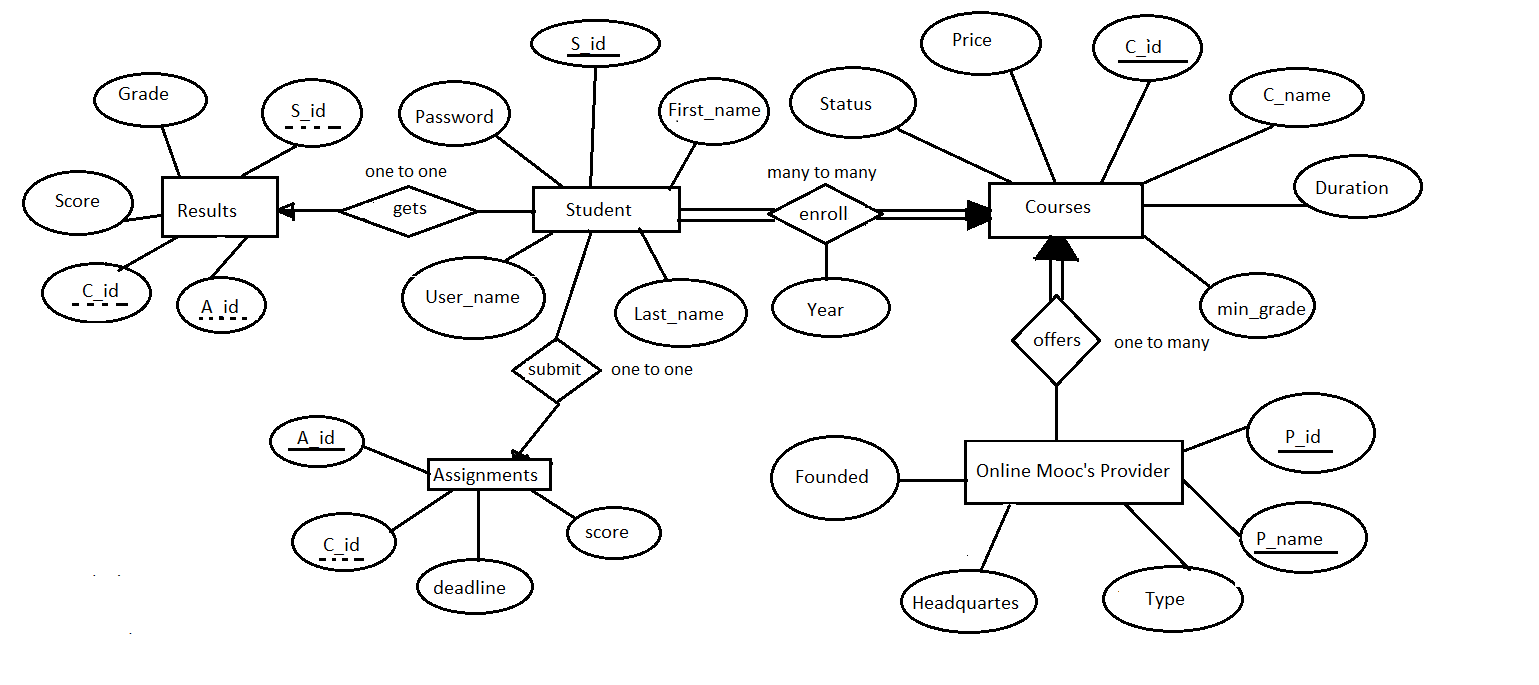 S_id
Price
C_id
Grade
S_id
Password
First_name
Status
C_name
one to one
many to many
Duration
Score
Results
gets
Student
enroll
Courses
C_id
A_id
User_name
Last_name
Year
min_grade
submit
one to one
offers
one to many
A_id
Assignments
C_id
score
deadline
Founded
Online Mooc's Provider
P_id
P_name
Headquartes
Type